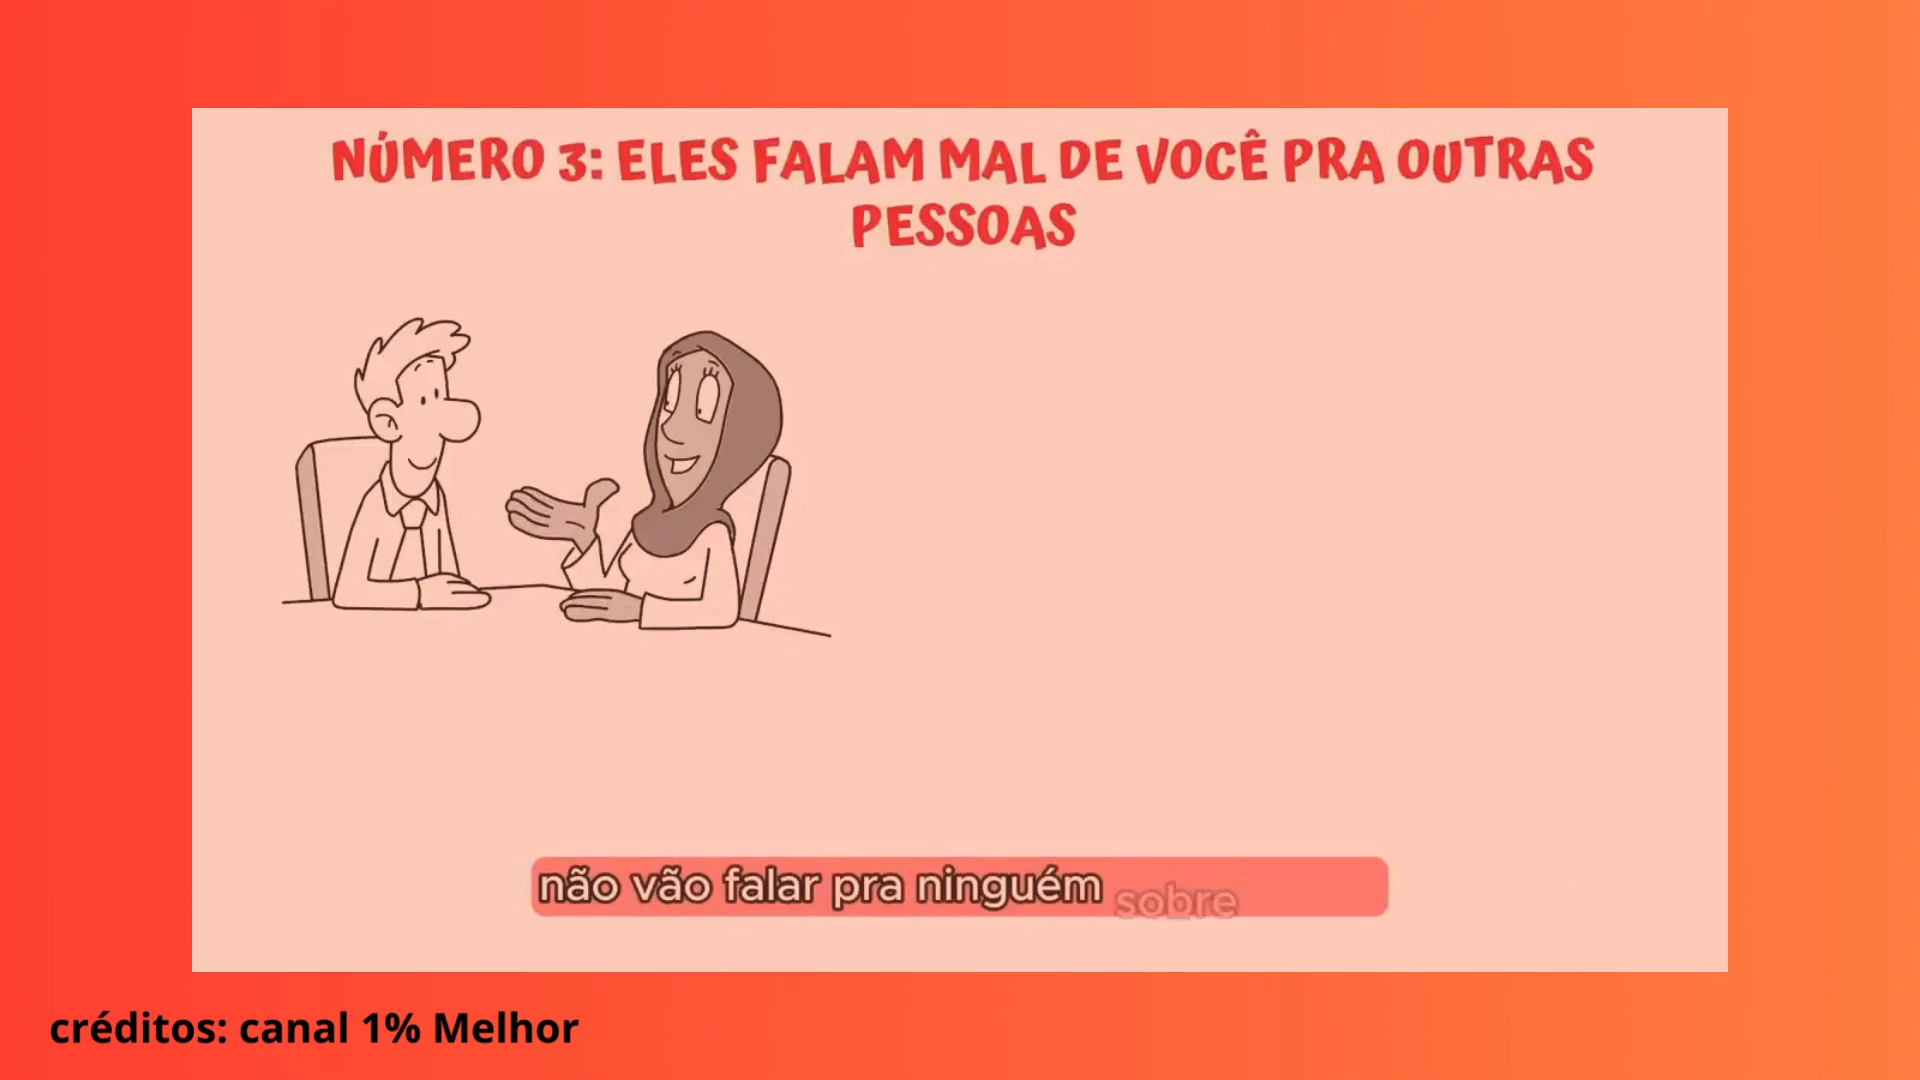 NÚMERO 3: ELES FALAM MAL DE VOCÊ PRA OUTRAS
PESSOAS
não vão falar pra ninguém sobre
créditos: canal 1% Melhor